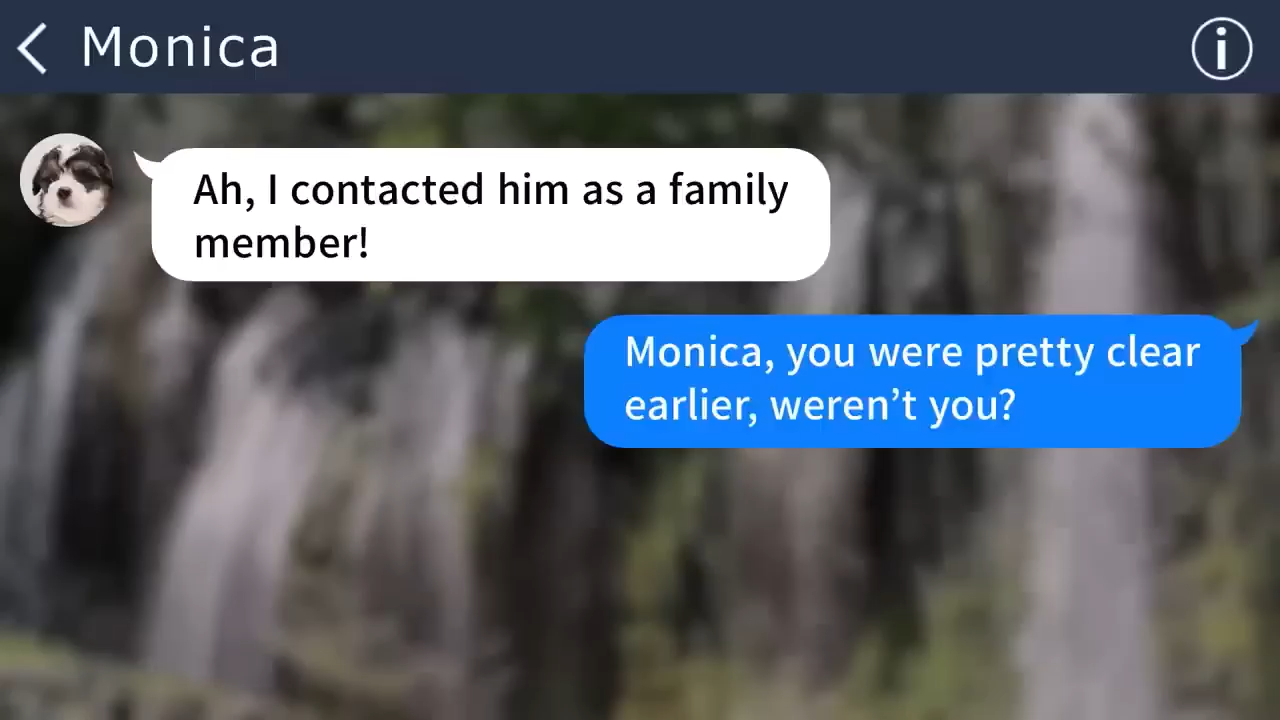 Monica
Ah, I contacted him as a family
member!
Monica, you were pretty clear
earlier, weren’t you?